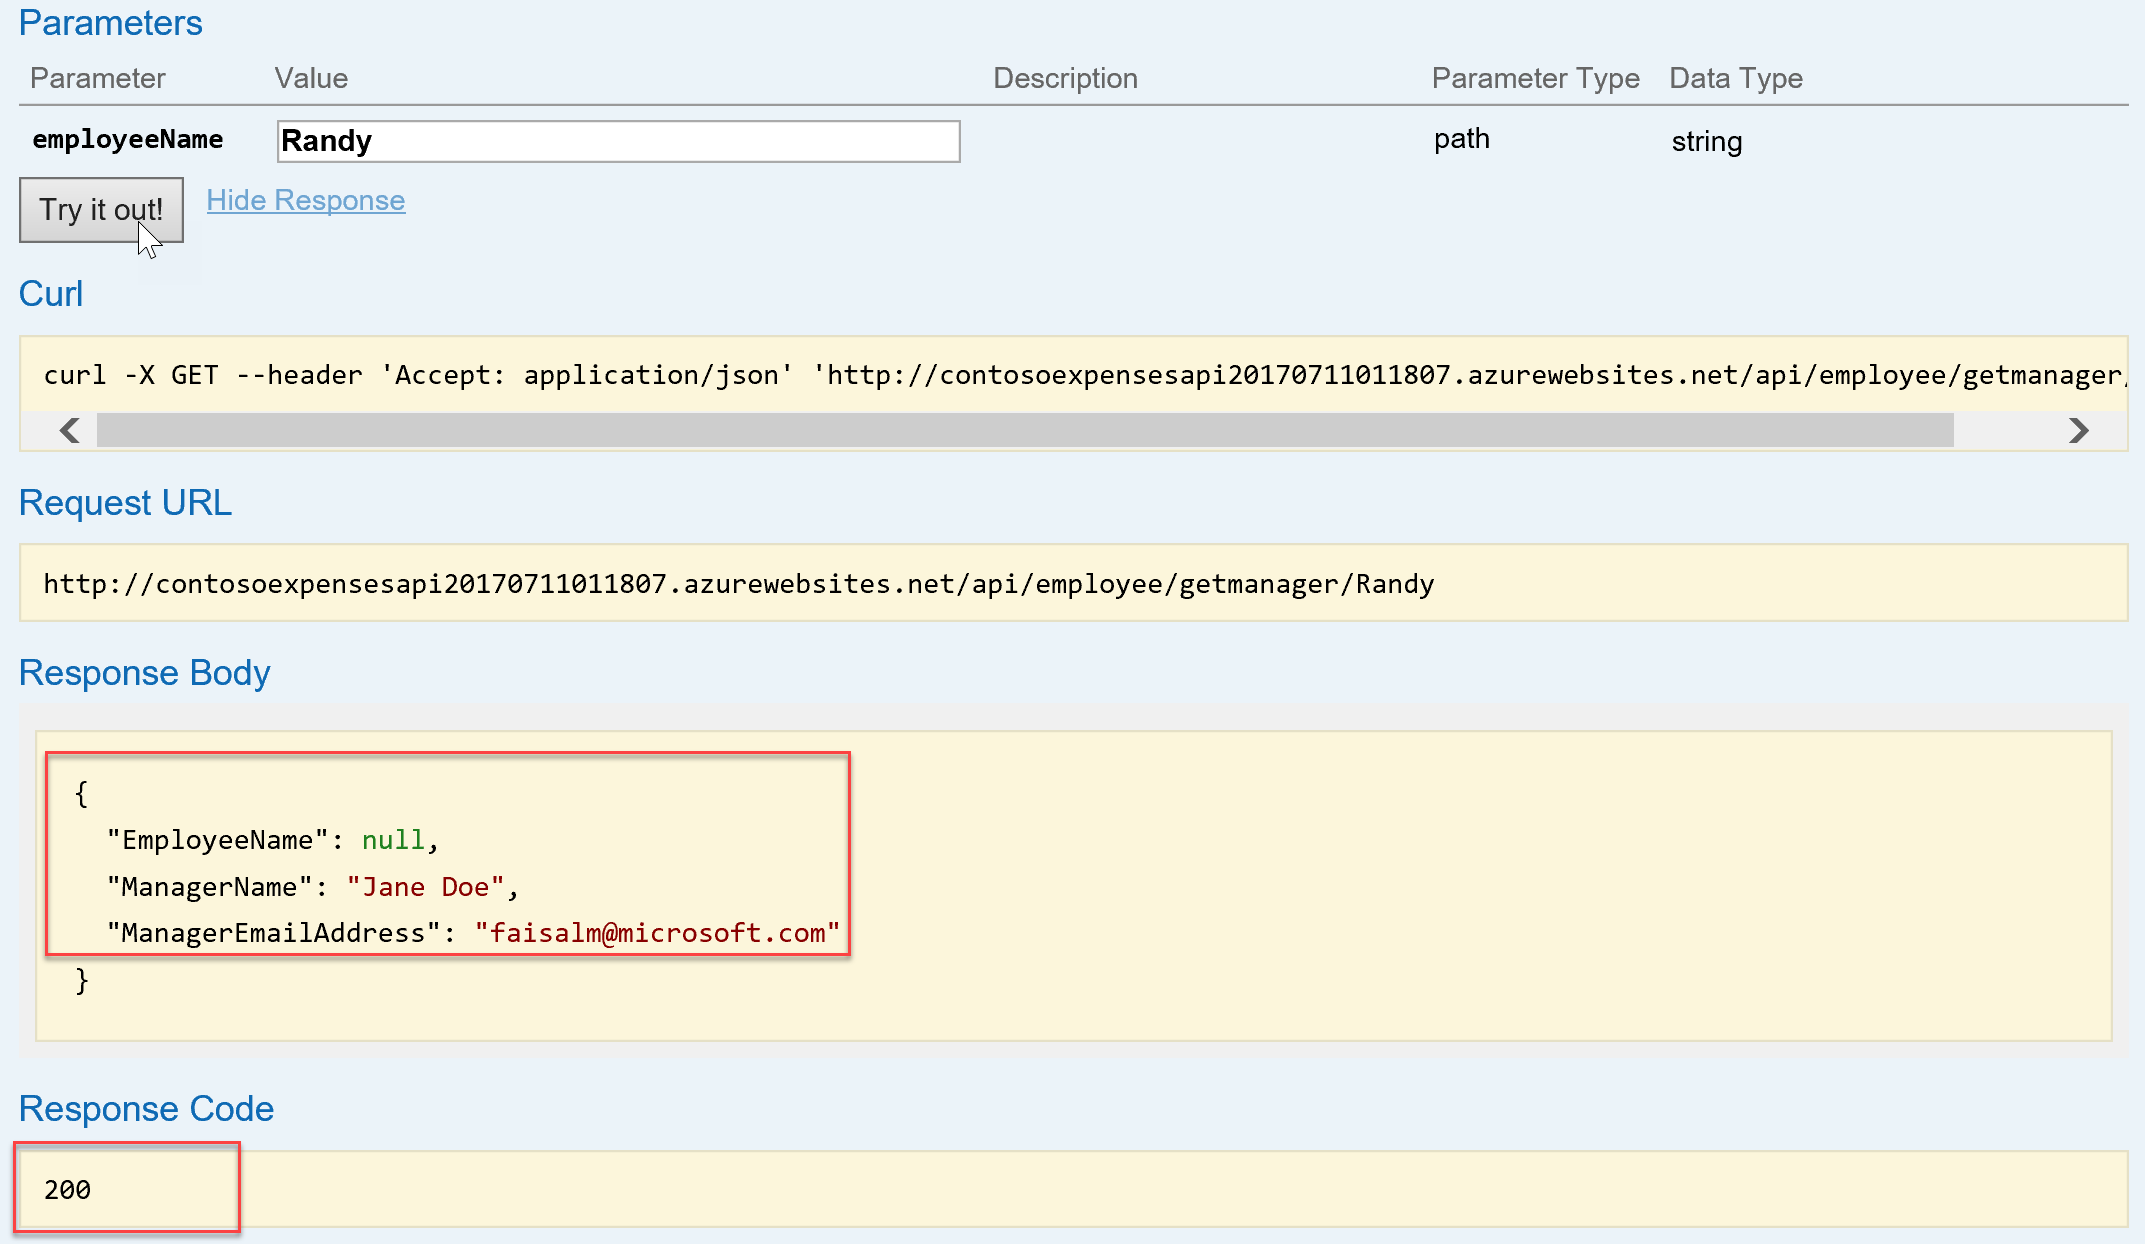 Parameters
Parameter Value Description Parameter Type Data Type
employeeName Randy path string
Try it out! Hide Response
Curl
curl -X GET --header 'Accept: application/json' 'http://contosoexpensesapi20170711011807.azurewebsites.net/api/employee/getmanager/
Request URL
http://contosoexpensesapi20170711011807.azurewebsites.net/api/employee/getmanager/Randy
Response Body
{
"EmployeeName": null,
"ManagerName": "Jane Doe",
"ManagerEmailAddress": "faisalm@microsoft.com"
}
Response Code
200